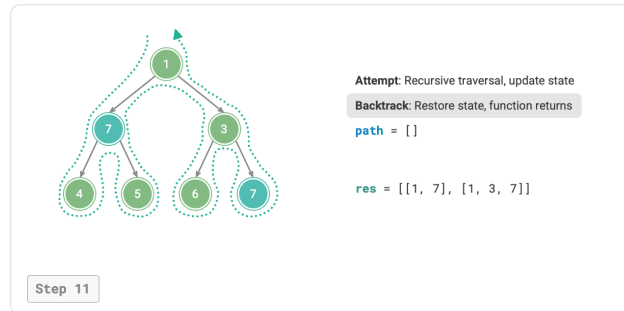 1
7
3
4
5
6
7
Attempt: Recursive traversal, update state
Backtrack: Restore state, function returns
path = []
res = [[1, 7], [1, 3, 7]]
Step 11